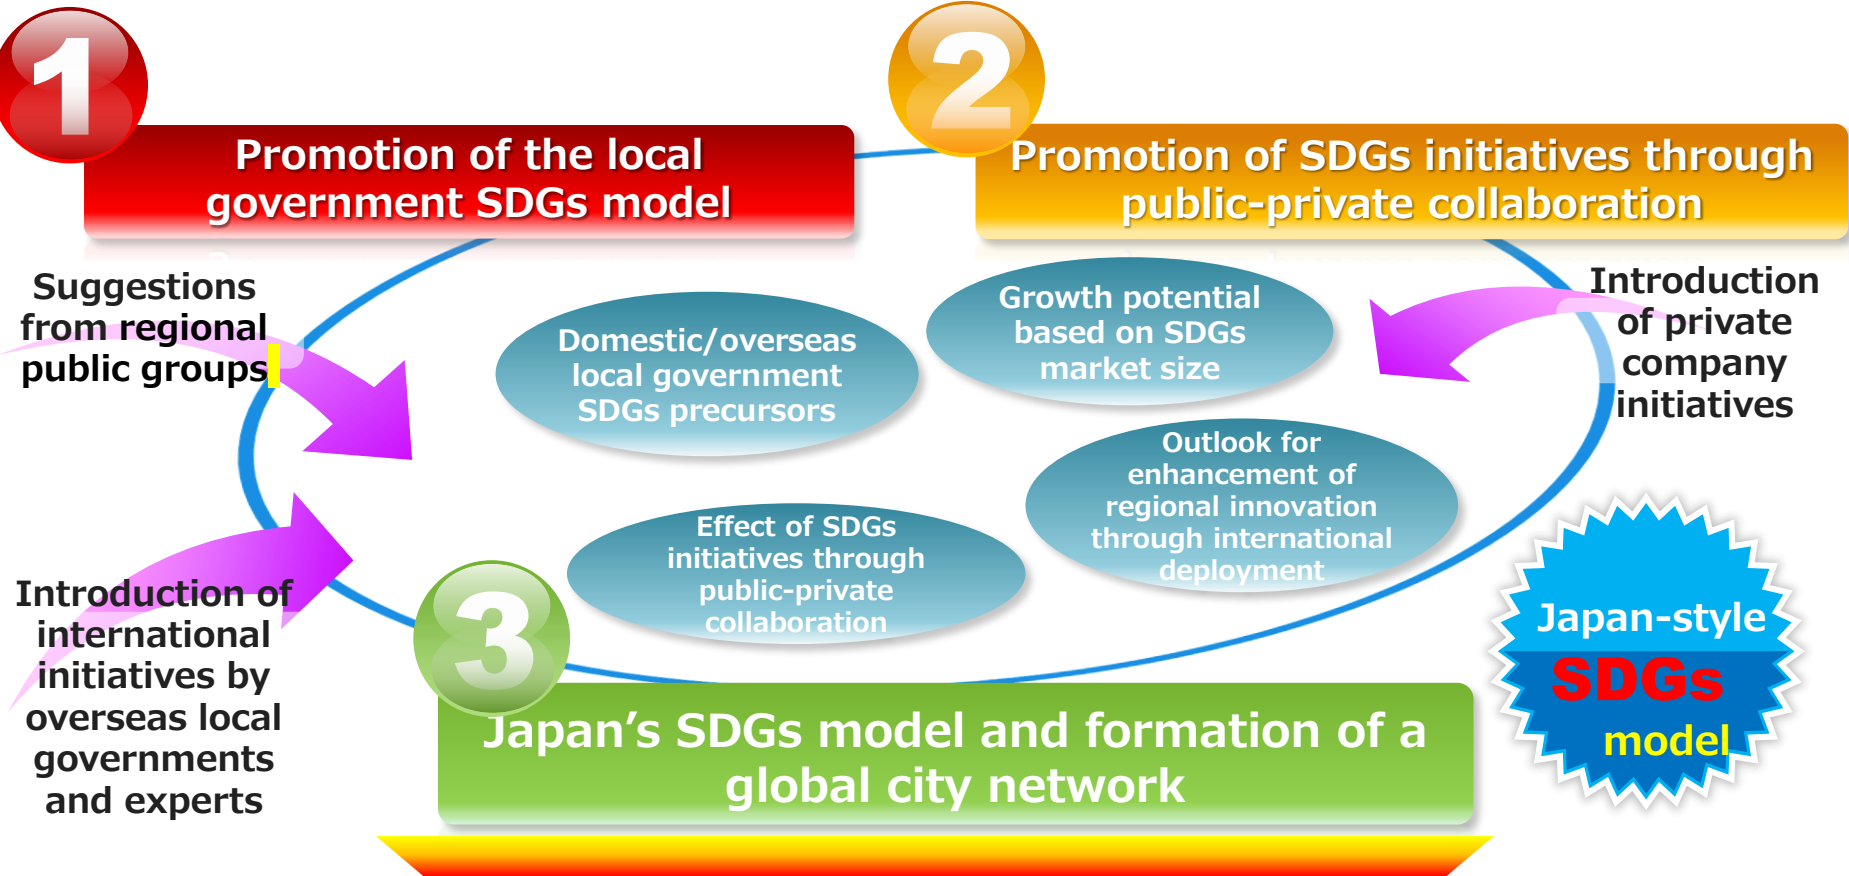 1
Promotion of the local
government SDGs model
2
Promotion of SDGs initiatives through
public-private collaboration
Suggestions
from regional
public groups
Domestic/overseas
local government
SDGs precursors
Growth potential
based on SDGs
market size
Introduction
of private
company
initiatives
Outlook for
enhancement of
regional innovation
through international
deployment
Effect of SDGs
initiatives through
public-private
collaboration
Introduction of
international
initiatives by
overseas local
governments
and experts
3
Japan’s SDGs model and formation of a
global city network
Japan-style
SDGs
model